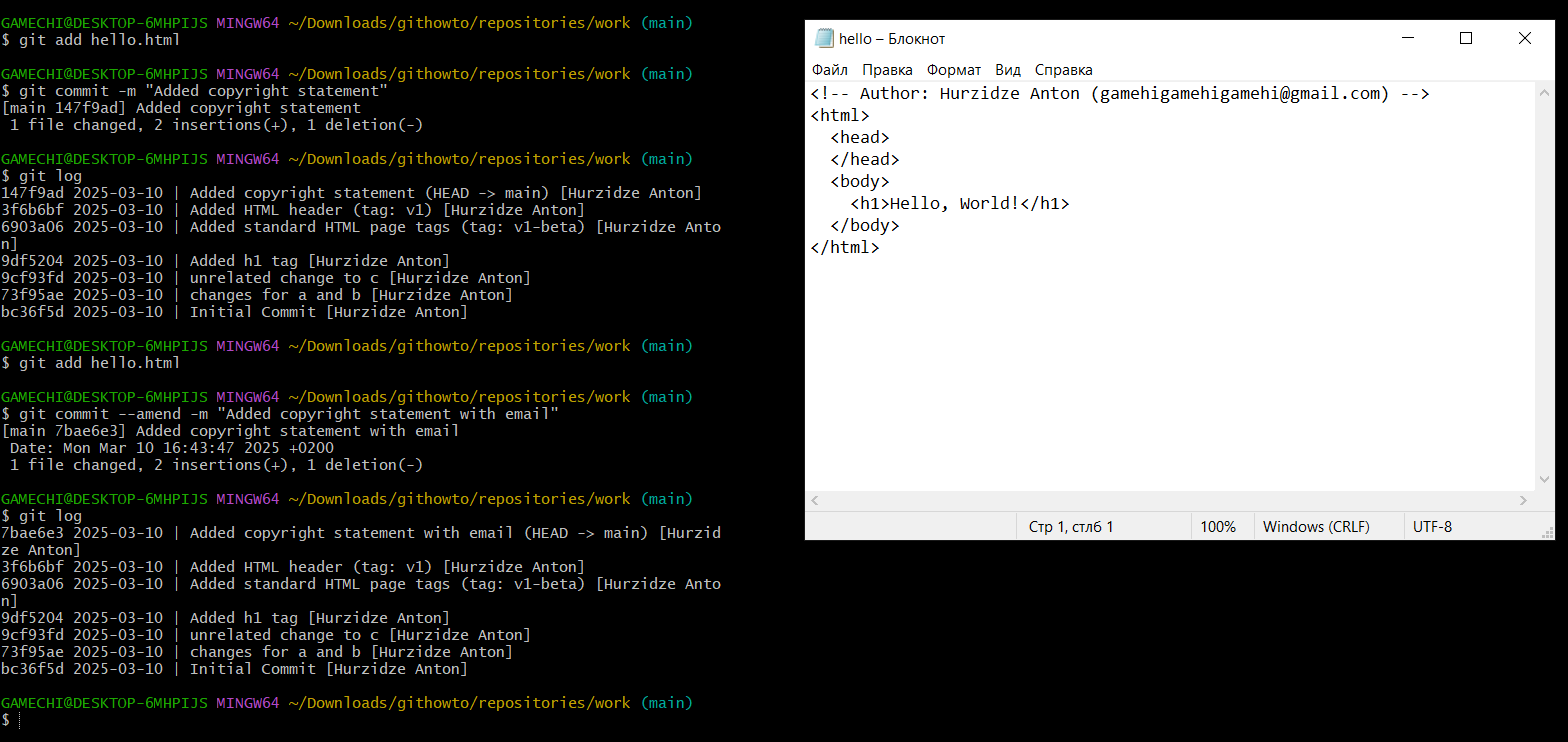 GAMECHI@DESKTOP-6MHPIJS MINGW64 ~/Downloads/githowto/repositories/work (main)
$ git add hello.html
GAMECHI@DESKTOP-6MHPIJS MINGW64 ~/Downloads/githowto/repositories/work (main)
$ git commit -m "Added copyright statement"
[main 147f9ad] Added copyright statement
 1 file changed, 2 insertions(+), 1 deletion(-)
GAMECHI@DESKTOP-6MHPIJS MINGW64 ~/Downloads/githowto/repositories/work (main)
$ git log
147f9ad 2025-03-10 | Added copyright statement (HEAD -> main) [Hurzidze Anton]
3f6b6bf 2025-03-10 | Added HTML header (tag: v1) [Hurzidze Anton]
6903a06 2025-03-10 | Added standard HTML page tags (tag: v1-beta) [Hurzidze Anto
n]
9df5204 2025-03-10 | Added h1 tag [Hurzidze Anton]
9cf93fd 2025-03-10 | unrelated change to c [Hurzidze Anton]
73f95ae 2025-03-10 | changes for a and b [Hurzidze Anton]
bc36f5d 2025-03-10 | Initial Commit [Hurzidze Anton]
GAMECHI@DESKTOP-6MHPIJS MINGW64 ~/Downloads/githowto/repositories/work (main)
$ git add hello.html
GAMECHI@DESKTOP-6MHPIJS MINGW64 ~/Downloads/githowto/repositories/work (main)
$ git commit --amend -m "Added copyright statement with email"
[main 7bae6e3] Added copyright statement with email
 Date: Mon Mar 10 16:43:47 2025 +0200
 1 file changed, 2 insertions(+), 1 deletion(-)
GAMECHI@DESKTOP-6MHPIJS MINGW64 ~/Downloads/githowto/repositories/work (main)
$ git log
7bae6e3 2025-03-10 | Added copyright statement with email (HEAD -> main) [Hurzid
ze Anton]
3f6b6bf 2025-03-10 | Added HTML header (tag: v1) [Hurzidze Anton]
6903a06 2025-03-10 | Added standard HTML page tags (tag: v1-beta) [Hurzidze Anto
n]
9df5204 2025-03-10 | Added h1 tag [Hurzidze Anton]
9cf93fd 2025-03-10 | unrelated change to c [Hurzidze Anton]
73f95ae 2025-03-10 | changes for a and b [Hurzidze Anton]
bc36f5d 2025-03-10 | Initial Commit [Hurzidze Anton]
GAMECHI@DESKTOP-6MHPIJS MINGW64 ~/Downloads/githowto/repositories/work (main)
$
hello – Блокнот
Файл Правка Формат Вид Справка
<!-- Author: Hurzidze Anton (gamehigamehigamehi@gmail.com) -->
<html>
  <head>
  </head>
  <body>
    <h1>Hello, World!</h1>
  </body>
</html>
Стр 1, стлб 1 100% Windows (CRLF) UTF-8